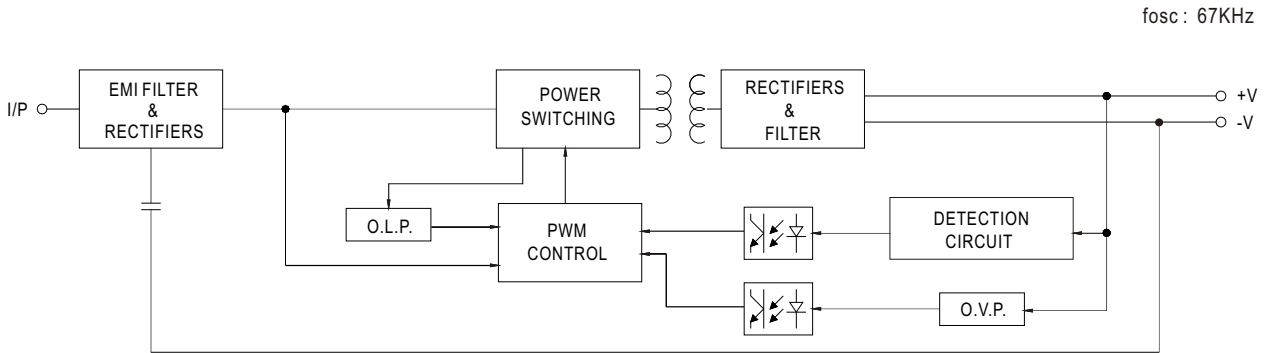 fosc : 67KHz
I/P
EMI FILTER
&
RECTIFIERS
POWER
SWITCHING
RECTIFIERS
&
FILTER
+V
-V
O.L.P.
PWM
CONTROL
DETECTION
CIRCUIT
O.V.P.